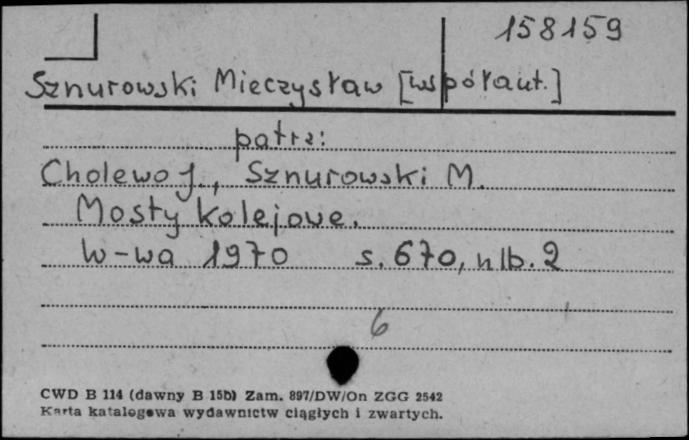 158159
Sznurowski Mieczysław [współaut.]
patrz:
Cholewo J., Sznurowski M.
Mosty kolejowe.
W-wa 1970 s. 670, nlb. 2
6
CWD B 114 (dawny B 15b) Zam. 897/DW/On ZGG 2542
Karta katalogowa wydawnictw ciągłych i zwartych.